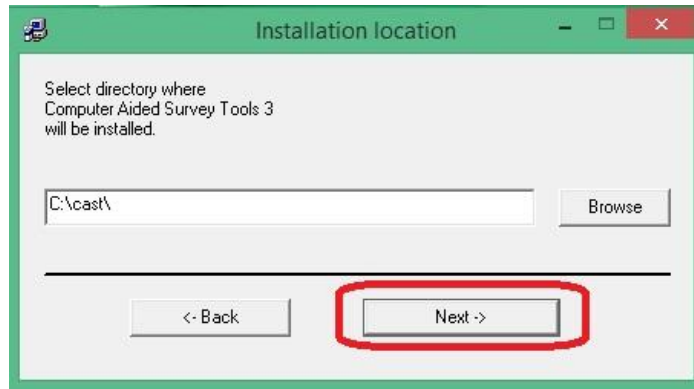 Installation location
Select directory where
Computer Aided Survey Tools 3
will be installed.
C:\cast\
Browse
<- Back
Next ->